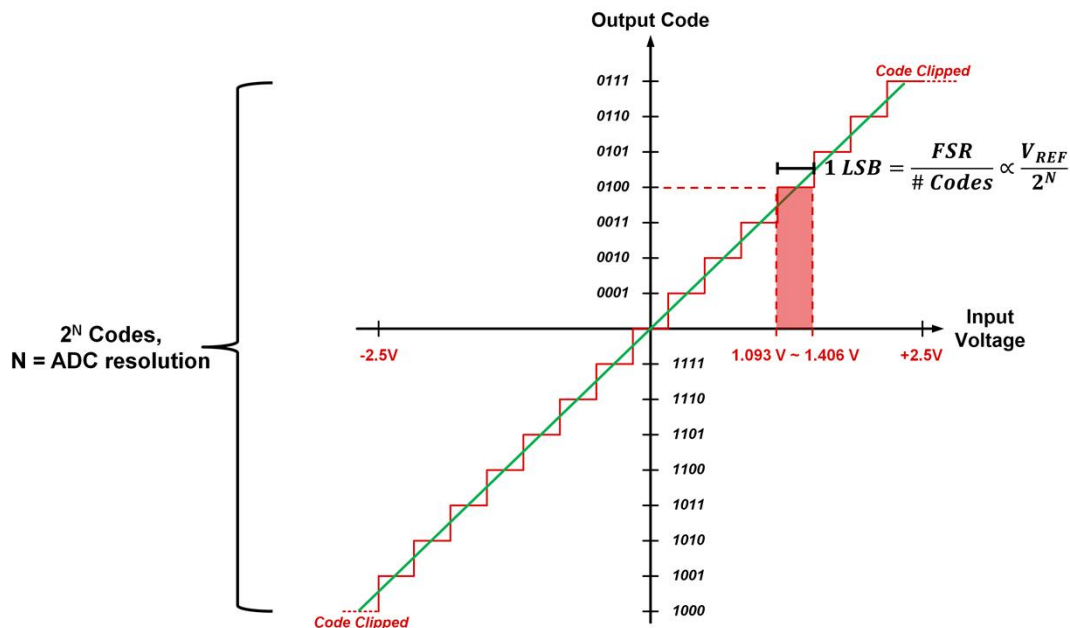 Output Code
0111
Code Clipped
0110
0101
1 LSB = FSR / # Codes ∝ V_REF / 2^N
0100
0011
0010
0001
2^N Codes,
N = ADC resolution
Input
Voltage
-2.5V
1.093 V ~ 1.406 V
+2.5V
1111
1110
1101
1100
1011
1010
1001
1000
Code Clipped